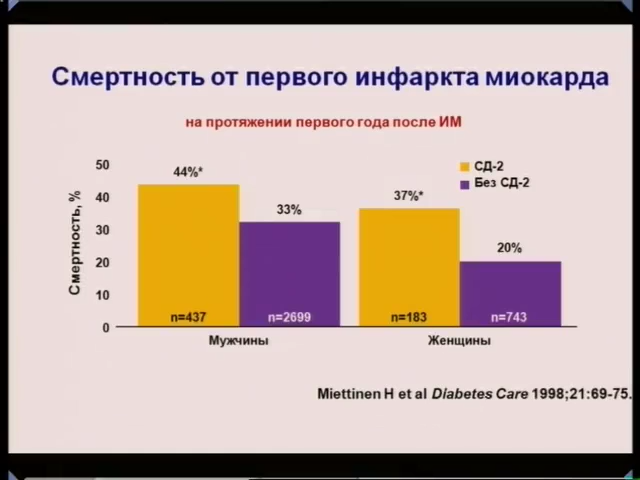 Смертность от первого инфаркта миокарда
на протяжении первого года после ИМ
Смертность, %
50
40
30
20
10
0
44%*
33%
37%*
20%
СД-2
Без СД-2
n=437
n=2699
n=183
n=743
Мужчины
Женщины
Miettinen H et al Diabetes Care 1998;21:69-75.